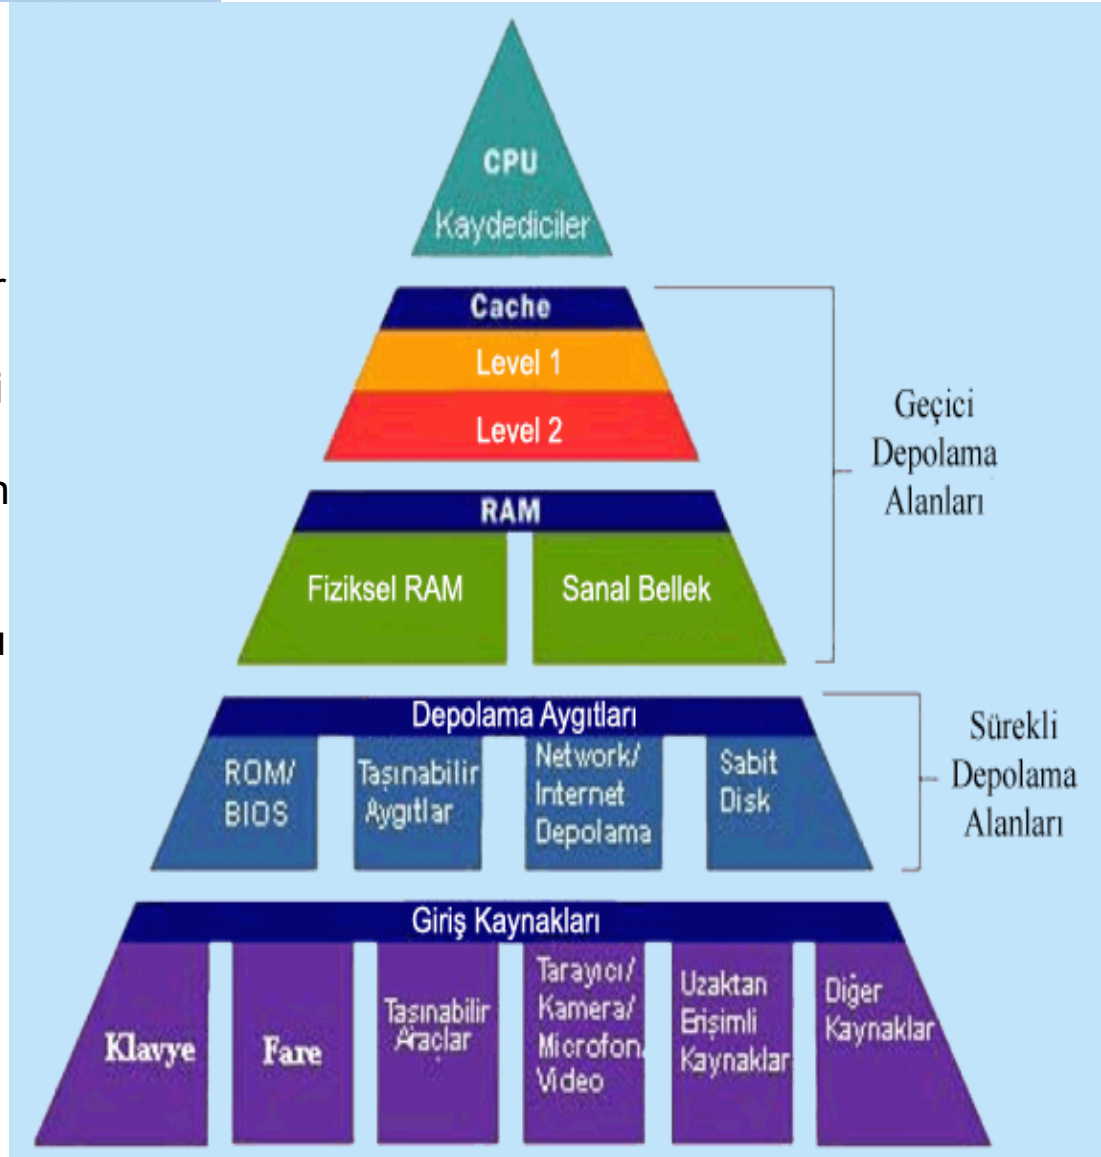 CPU
Kaydediciler
Cache
Level 1
Level 2
RAM
Fiziksel RAM
Sanal Bellek
Geçici
Depolama
Alanları
Depolama Aygıtları
ROM/
BIOS
Taşınabilir
Aygıtlar
Network/
Internet
Depolama
Sabit
Disk
Sürekli
Depolama
Alanları
Giriş Kaynakları
Klavye
Fare
Taşınabilir
Araçlar
Tarayıcı/
Kamera/
Microfon/
Video
Uzaktan
Erişimli
Kaynaklar
Diğer
Kaynaklar